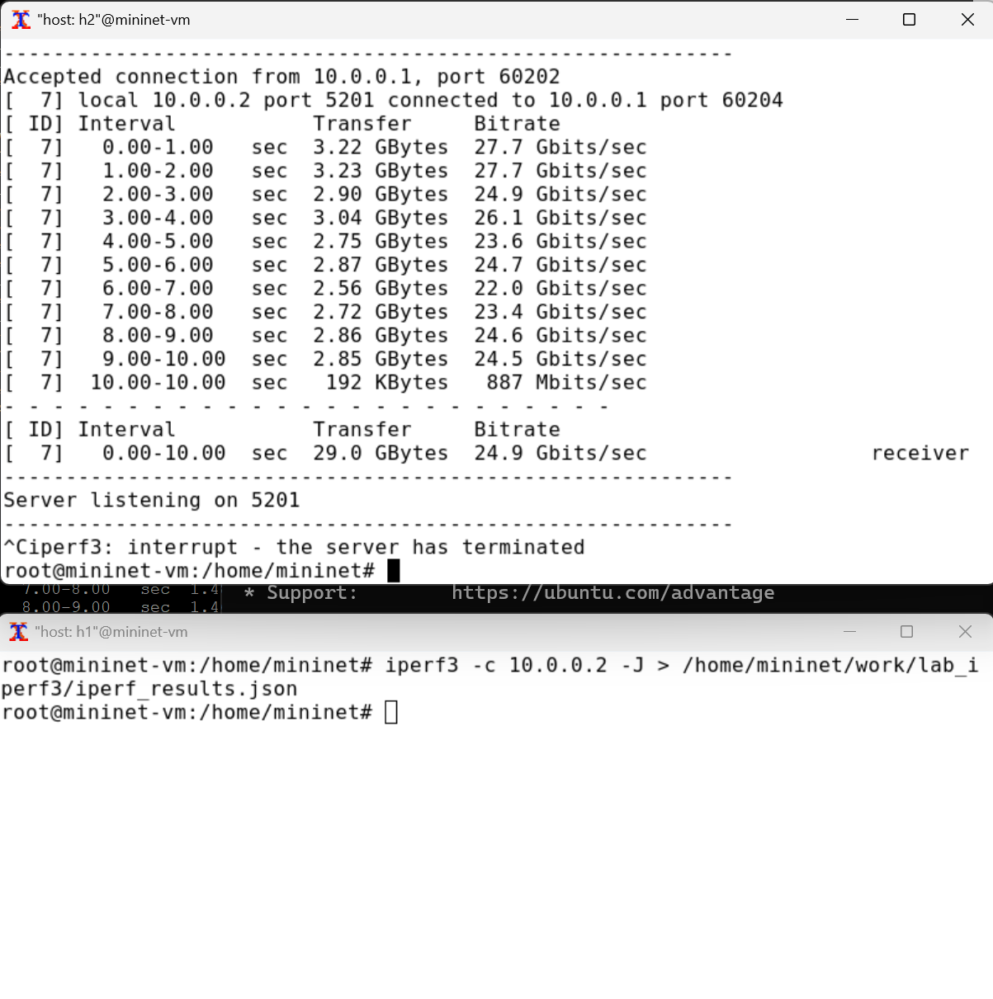 "host: h2"@mininet-vm
-----------------------------------------------------------
Accepted connection from 10.0.0.1, port 60202
[  7] local 10.0.0.2 port 5201 connected to 10.0.0.1 port 60204
[ ID] Interval           Transfer     Bitrate
[  7]   0.00-1.00   sec  3.22 GBytes  27.7 Gbits/sec
[  7]   1.00-2.00   sec  3.23 GBytes  27.7 Gbits/sec
[  7]   2.00-3.00   sec  2.90 GBytes  24.9 Gbits/sec
[  7]   3.00-4.00   sec  3.04 GBytes  26.1 Gbits/sec
[  7]   4.00-5.00   sec  2.75 GBytes  23.6 Gbits/sec
[  7]   5.00-6.00   sec  2.87 GBytes  24.7 Gbits/sec
[  7]   6.00-7.00   sec  2.56 GBytes  22.0 Gbits/sec
[  7]   7.00-8.00   sec  2.72 GBytes  23.4 Gbits/sec
[  7]   8.00-9.00   sec  2.86 GBytes  24.6 Gbits/sec
[  7]   9.00-10.00  sec  2.85 GBytes  24.5 Gbits/sec
[  7]  10.00-10.00  sec   192 KBytes   887 Mbits/sec
- - - - - - - - - - - - - - - - - - - - - - - - -
[ ID] Interval           Transfer     Bitrate
[  7]   0.00-10.00  sec  29.0 GBytes  24.9 Gbits/sec                  receiver
-----------------------------------------------------------
Server listening on 5201
-----------------------------------------------------------
^Ciperf3: interrupt - the server has terminated
root@mininet-vm:/home/mininet#
7.00-8.00   sec  1.4
* Support:        https://ubuntu.com/advantage
8.00-9.00   sec  1.4
"host: h1"@mininet-vm
root@mininet-vm:/home/mininet# iperf3 -c 10.0.0.2 -J > /home/mininet/work/lab_i
perf3/iperf_results.json
root@mininet-vm:/home/mininet#